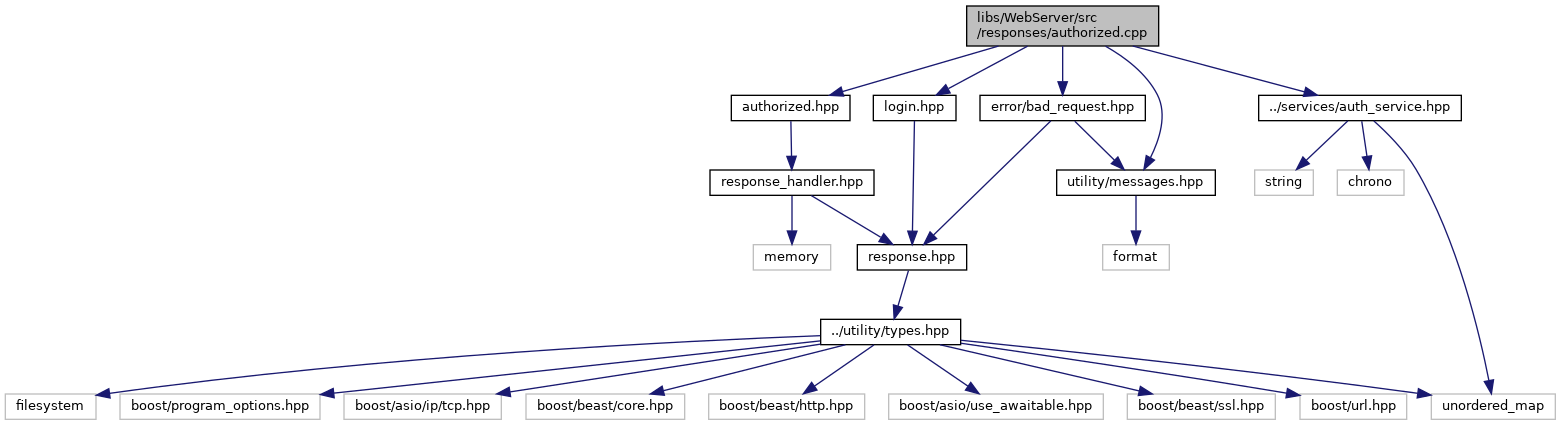 libs/WebServer/src
/responses/authorized.cpp
authorized.hpp
login.hpp
error/bad_request.hpp
../services/auth_service.hpp
response_handler.hpp
utility/messages.hpp
string
chrono
memory
response.hpp
format
../utility/types.hpp
filesystem
boost/program_options.hpp
boost/asio/ip/tcp.hpp
boost/beast/core.hpp
boost/beast/http.hpp
boost/asio/use_awaitable.hpp
boost/beast/ssl.hpp
boost/url.hpp
unordered_map